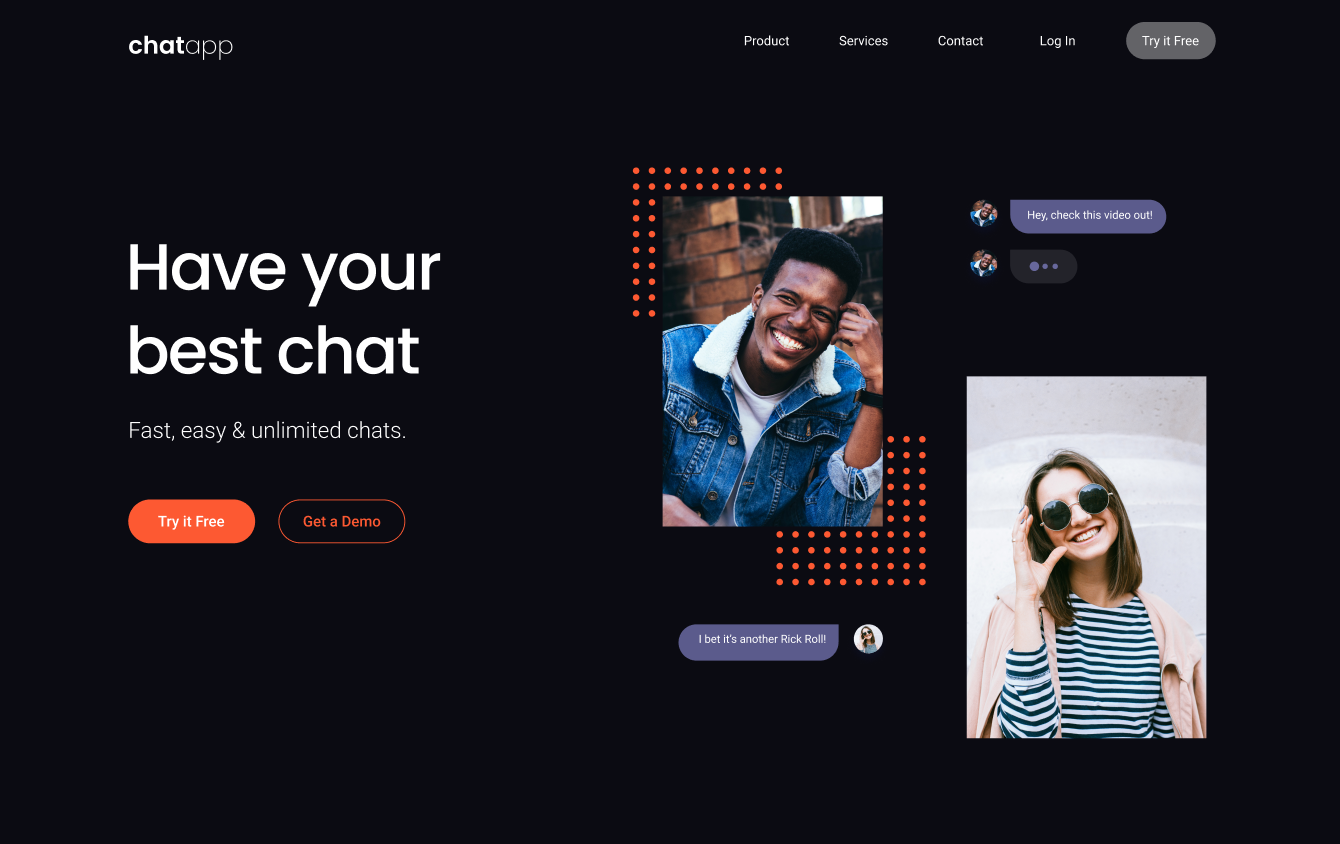 chatapp
Product
Services
Contact
Log In
Try it Free
Have your
best chat
Fast, easy & unlimited chats.
Try it Free
Get a Demo
Hey, check this video out!
I bet it's another Rick Roll!